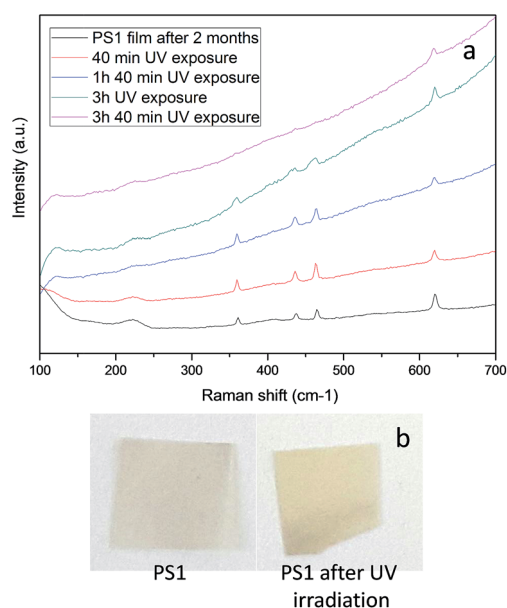 PS1 film after 2 months
40 min UV exposure
1h 40 min UV exposure
3h UV exposure
3h 40 min UV exposure
a
Intensity (a.u.)
100 200 300 400 500 600 700
Raman shift (cm-1)
b
PS1
PS1 after UV
irradiation